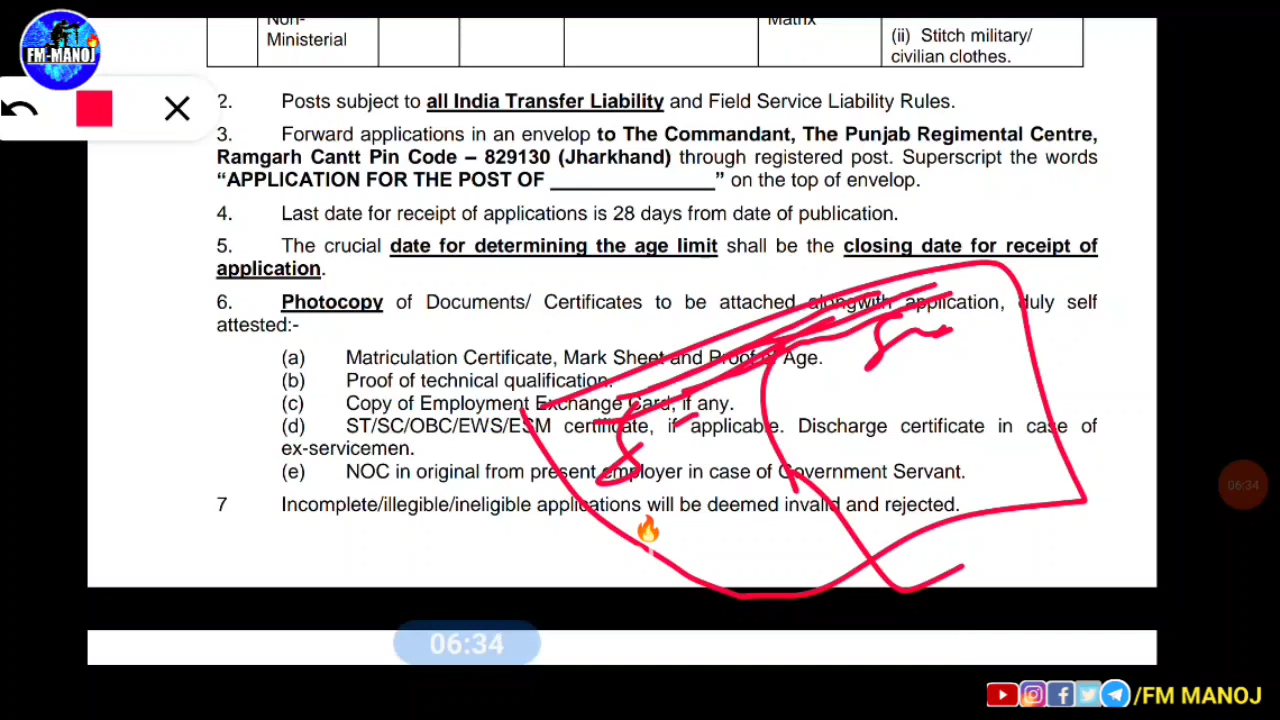 Non-
Ministerial
Matrix
(ii) Stitch military/
civilian clothes.
FM-MANOJ
2. Posts subject to all India Transfer Liability and Field Service Liability Rules.
3. Forward applications in an envelop to The Commandant, The Punjab Regimental Centre,
Ramgarh Cantt Pin Code – 829130 (Jharkhand) through registered post. Superscript the words
“APPLICATION FOR THE POST OF ______________” on the top of envelop.
4. Last date for receipt of applications is 28 days from date of publication.
5. The crucial date for determining the age limit shall be the closing date for receipt of
application.
6. Photocopy of Documents/ Certificates to be attached alongwith application, duly self
attested:-
(a) Matriculation Certificate, Mark Sheet and Proof of Age.
(b) Proof of technical qualification.
(c) Copy of Employment Exchange Card, if any.
(d) ST/SC/OBC/EWS/ESM certificate, if applicable. Discharge certificate in case of
ex-servicemen.
(e) NOC in original from present employer in case of Government Servant.
7 Incomplete/illegible/ineligible applications will be deemed invalid and rejected.
06:34
06:34
/FM MANOJ